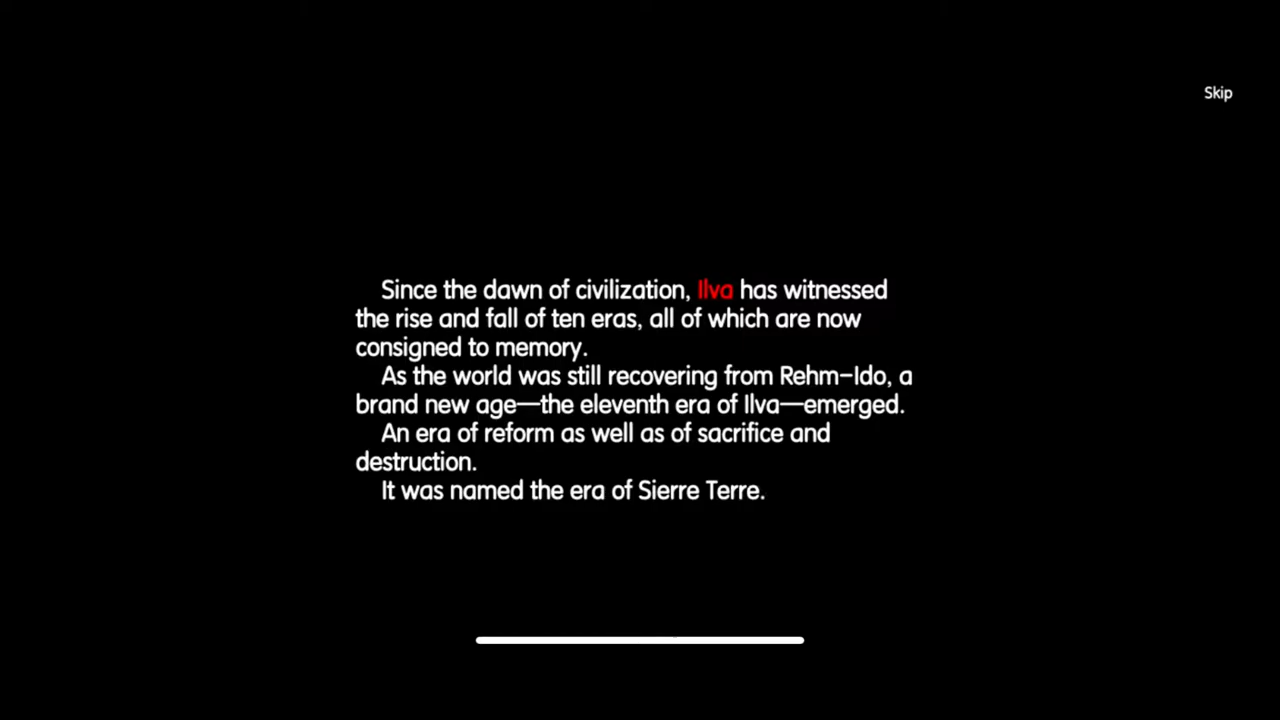 Skip
Since the dawn of civilization, Ilva has witnessed
the rise and fall of ten eras, all of which are now
consigned to memory.
As the world was still recovering from Rehm-Ido, a
brand new age—the eleventh era of Ilva—emerged.
An era of reform as well as of sacrifice and
destruction.
It was named the era of Sierre Terre.